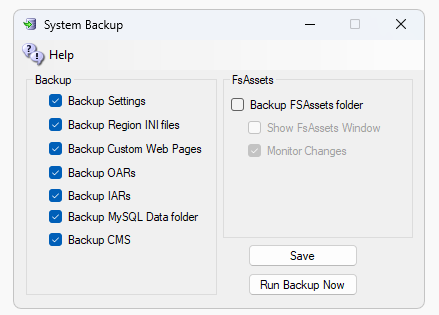 System Backup
Help
Backup
Backup Settings
Backup Region INI files
Backup Custom Web Pages
Backup OARs
Backup IARs
Backup MySQL Data folder
Backup CMS
FsAssets
Backup FSAssets folder
Show FsAssets Window
Monitor Changes
Save
Run Backup Now